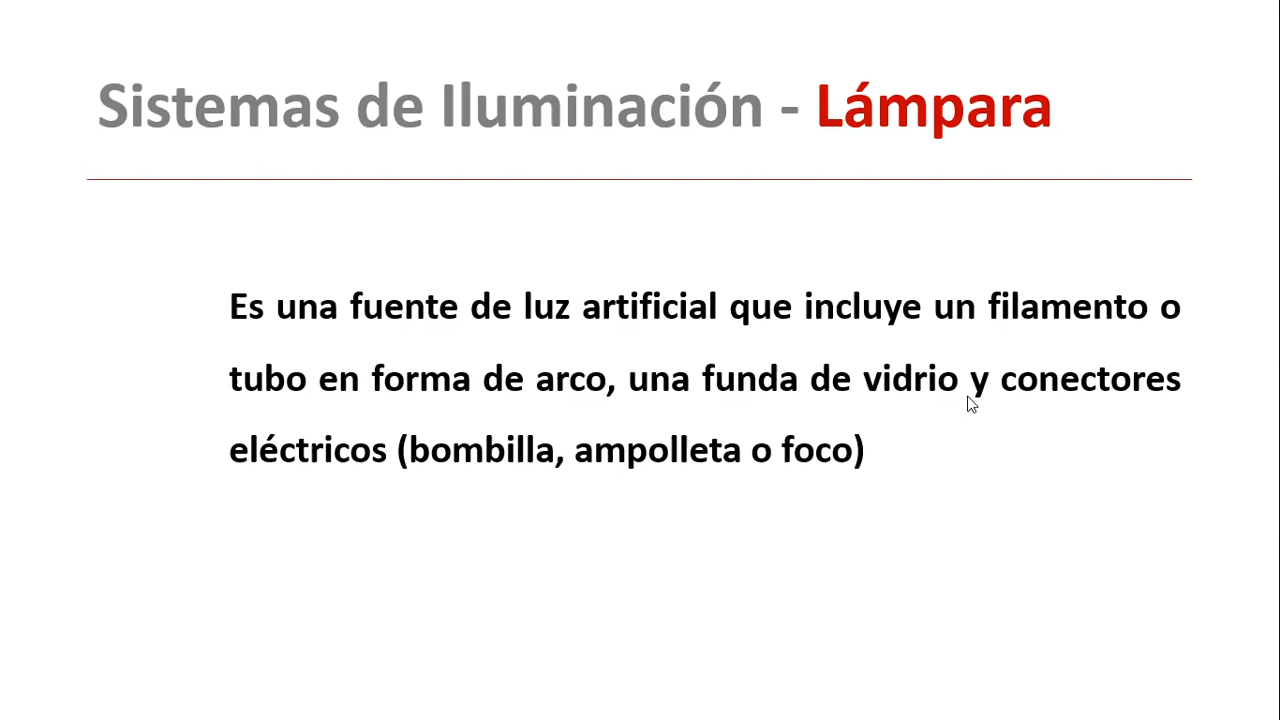 Sistemas de Iluminación - Lámpara
Es una fuente de luz artificial que incluye un filamento o
tubo en forma de arco, una funda de vidrio y conectores
eléctricos (bombilla, ampolleta o foco)